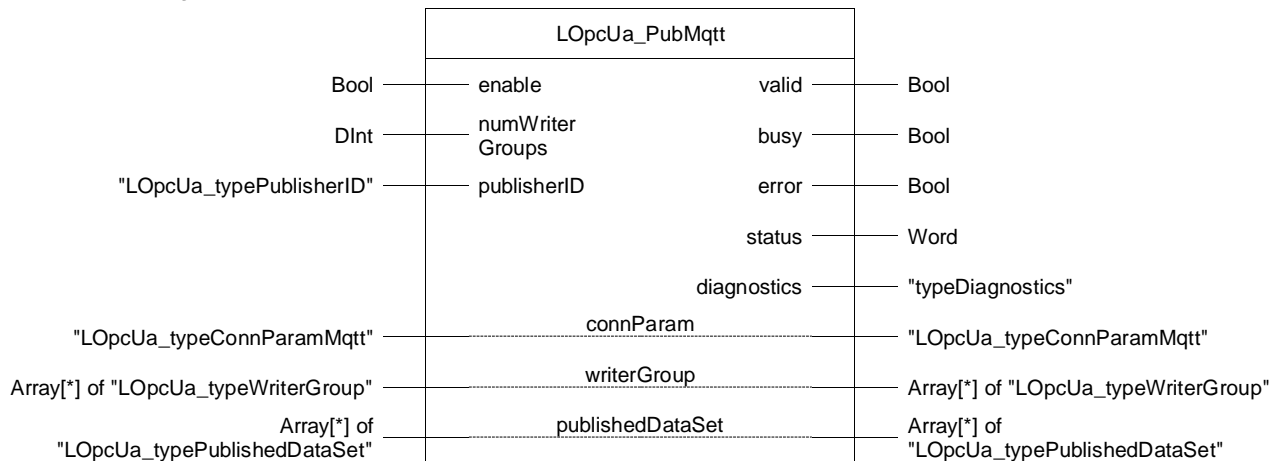 LOpcUa_PubMqtt
Bool enable valid Bool
DInt numWriter
Groups busy Bool
"LOpcUa_typePublisherID" publisherID error Bool
status Word
diagnostics "typeDiagnostics"
"LOpcUa_typeConnParamMqtt" connParam "LOpcUa_typeConnParamMqtt"
Array[*] of "LOpcUa_typeWriterGroup" writerGroup Array[*] of "LOpcUa_typeWriterGroup"
Array[*] of publishedDataSet Array[*] of
"LOpcUa_typePublishedDataSet" "LOpcUa_typePublishedDataSet"